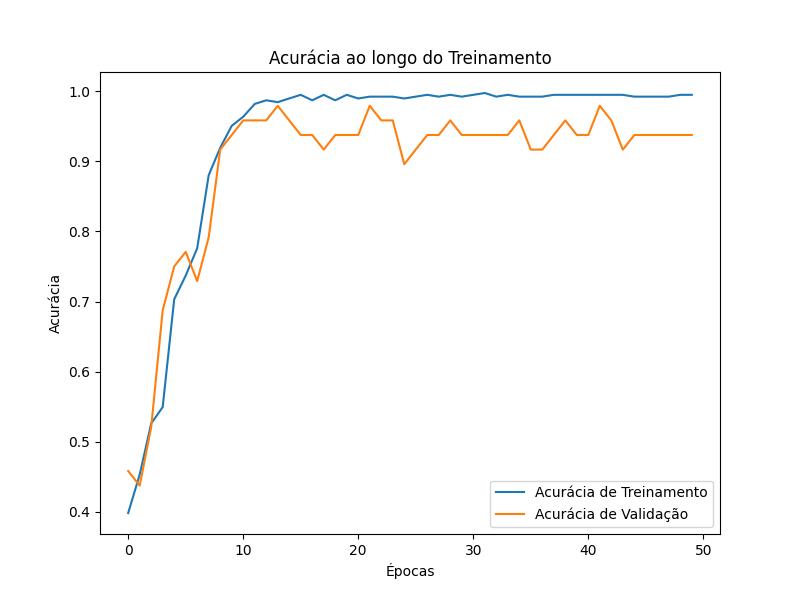 Acurácia ao longo do Treinamento
1.0
0.9
0.8
0.7
0.6
0.5
0.4
Acurácia
0 10 20 30 40 50
Épocas
Acurácia de Treinamento
Acurácia de Validação